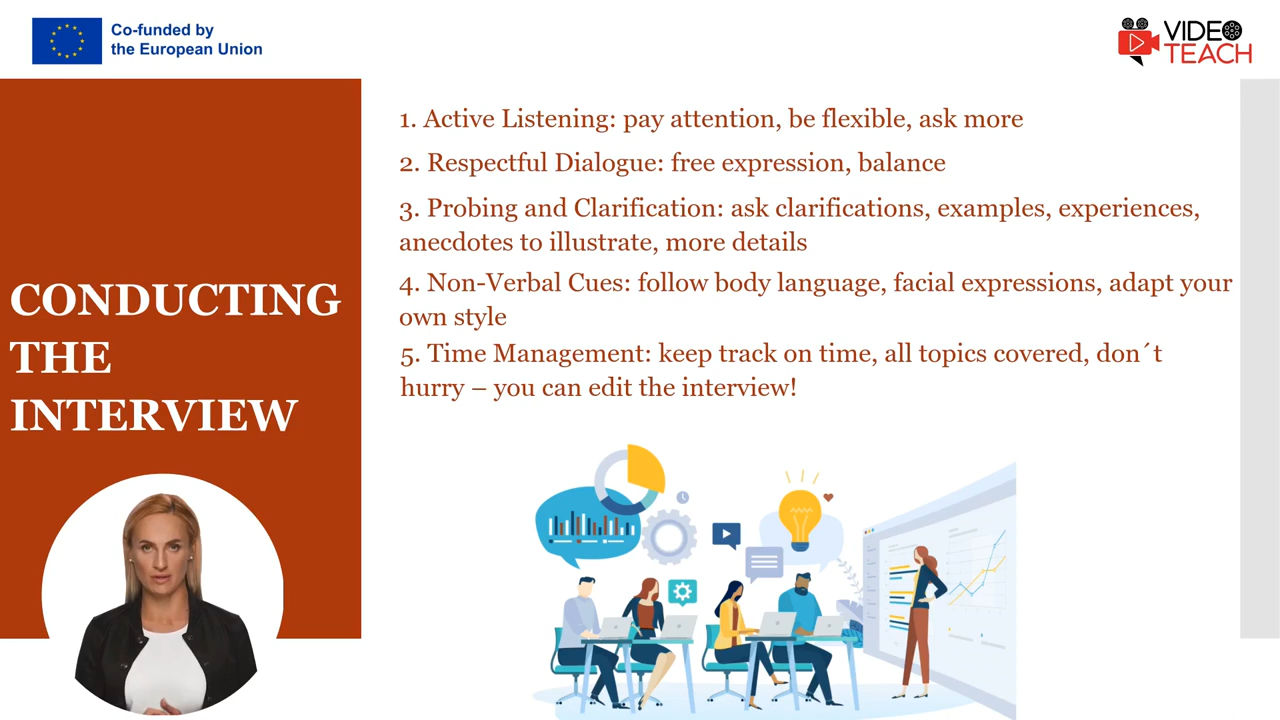 Co-funded by
the European Union
VIDEO
TEACH
CONDUCTING
THE
INTERVIEW
1. Active Listening: pay attention, be flexible, ask more
2. Respectful Dialogue: free expression, balance
3. Probing and Clarification: ask clarifications, examples, experiences,
anecdotes to illustrate, more details
4. Non-Verbal Cues: follow body language, facial expressions, adapt your
own style
5. Time Management: keep track on time, all topics covered, don´t
hurry – you can edit the interview!